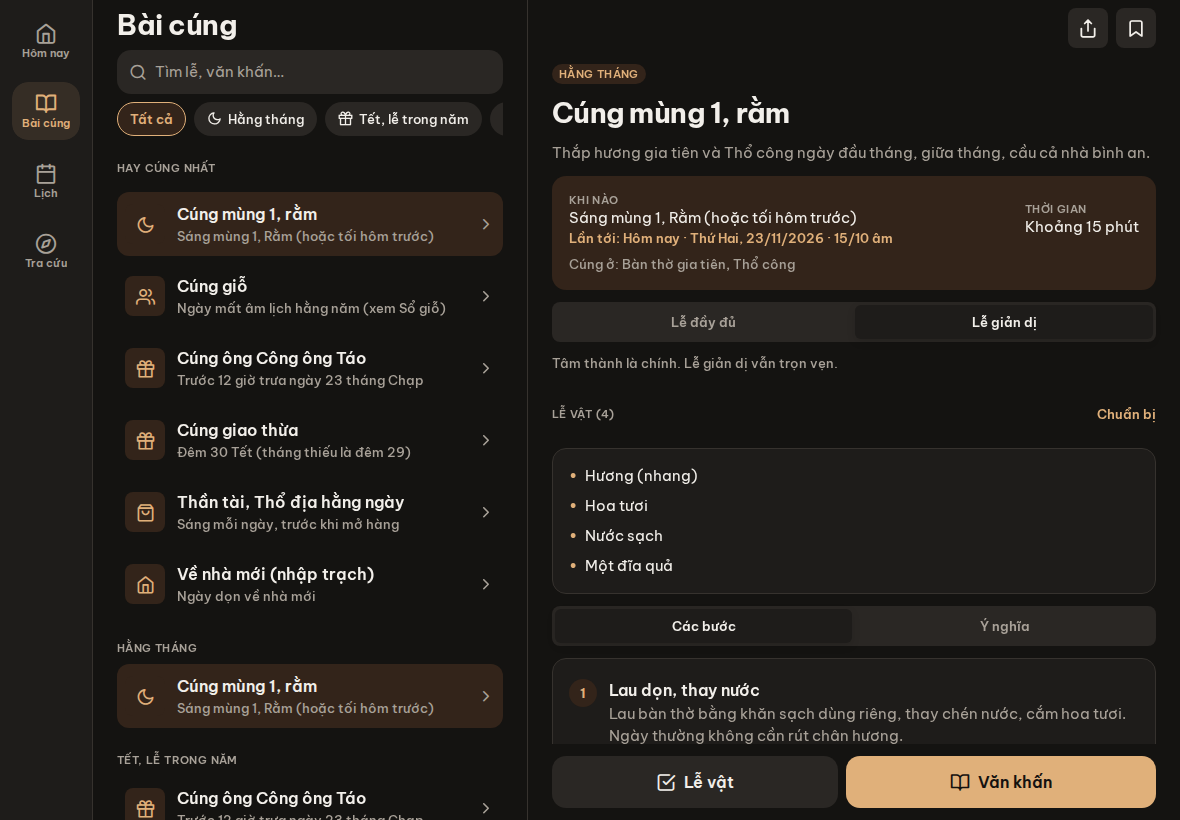 Hôm nay
Bài cúng
Lịch
Tra cứu
Bài cúng
Tìm lễ, văn khấn...
Tất cả
Hằng tháng
Tết, lễ trong năm
HAY CÚNG NHẤT
Cúng mùng 1, rằm
Sáng mùng 1, Rằm (hoặc tối hôm trước)
Cúng giỗ
Ngày mất âm lịch hằng năm (xem Sổ giỗ)
Cúng ông Công ông Táo
Trước 12 giờ trưa ngày 23 tháng Chạp
Cúng giao thừa
Đêm 30 Tết (tháng thiếu là đêm 29)
Thần tài, Thổ địa hằng ngày
Sáng mỗi ngày, trước khi mở hàng
Về nhà mới (nhập trạch)
Ngày dọn về nhà mới
HẰNG THÁNG
Cúng mùng 1, rằm
Sáng mùng 1, Rằm (hoặc tối hôm trước)
TẾT, LỄ TRONG NĂM
Cúng ông Công ông Táo
Trước 12 giờ trưa ngày 23 tháng Chạp
HẰNG THÁNG
Cúng mùng 1, rằm
Thắp hương gia tiên và Thổ công ngày đầu tháng, giữa tháng, cầu cả nhà bình an.
KHI NÀO
Sáng mùng 1, Rằm (hoặc tối hôm trước)
Lần tới: Hôm nay · Thứ Hai, 23/11/2026 · 15/10 âm
Cúng ở: Bàn thờ gia tiên, Thổ công
THỜI GIAN
Khoảng 15 phút
Lễ đầy đủ
Lễ giản dị
Tâm thành là chính. Lễ giản dị vẫn trọn vẹn.
LỄ VẬT (4)
Chuẩn bị
• Hương (nhang)
• Hoa tươi
• Nước sạch
• Một đĩa quả
Các bước
Ý nghĩa
1
Lau dọn, thay nước
Lau bàn thờ bằng khăn sạch dùng riêng, thay chén nước, cắm hoa tươi.
Ngày thường không cần rút chân hương.
Lễ vật
Văn khấn